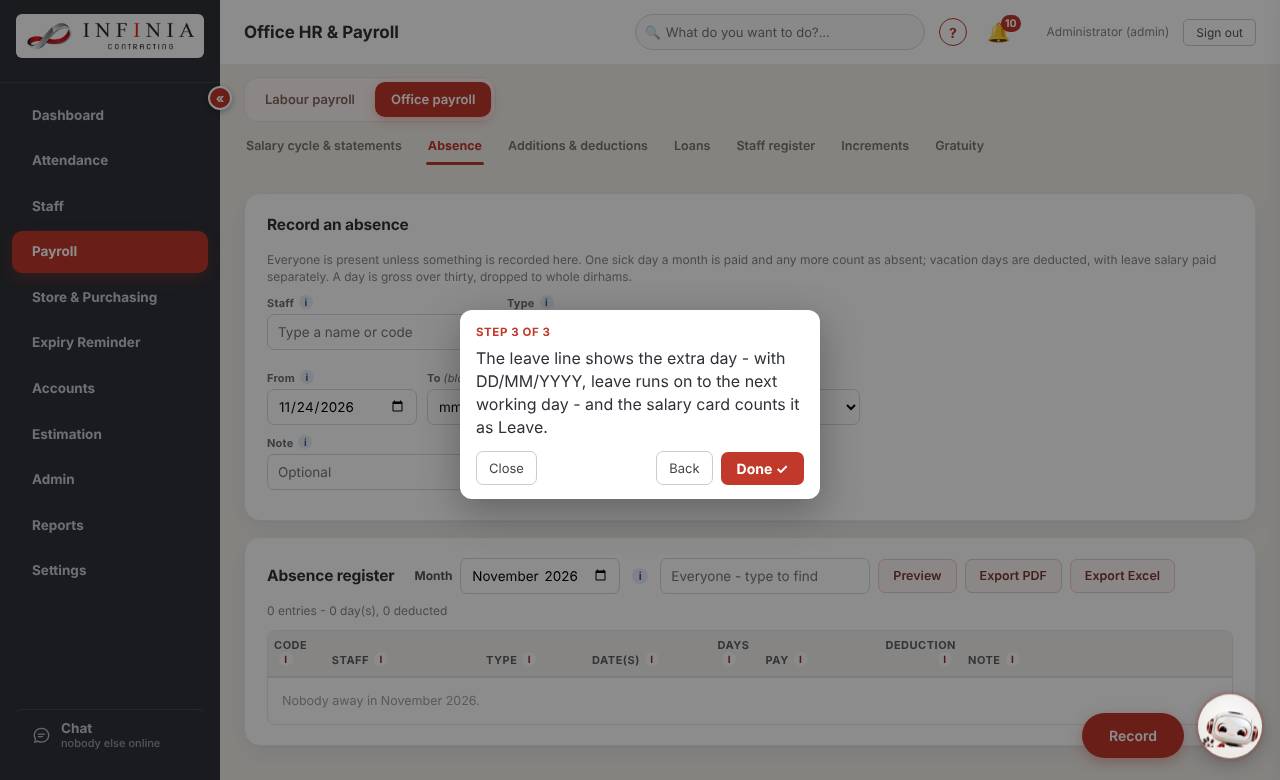 INFINIA
CONTRACTING
Office HR & Payroll
What do you want to do?...
?
10
Administrator (admin)
Sign out
«
Dashboard
Attendance
Staff
Payroll
Store & Purchasing
Expiry Reminder
Accounts
Estimation
Admin
Reports
Settings
Chat
nobody else online
Labour payroll
Office payroll
Salary cycle & statements
Absence
Additions & deductions
Loans
Staff register
Increments
Gratuity
Record an absence
Everyone is present unless something is recorded here. One sick day a month is paid and any more count as absent; vacation days are deducted, with leave salary paid
separately. A day is gross over thirty, dropped to whole dirhams.
Staff i
Type i
Type a name or code
From i
To
11/24/2026
Note i
Optional
STEP 3 OF 3
The leave line shows the extra day - with
DD/MM/YYYY, leave runs on to the next
working day - and the salary card counts it
as Leave.
Close
Back
Done ✓
Absence register
Month
November 2026
i
Everyone - type to find
Preview
Export PDF
Export Excel
0 entries - 0 day(s), 0 deducted
CODE I
STAFF I
TYPE I
DATE(S) I
DAYS I
PAY I
DEDUCTION I
NOTE I
Nobody away in November 2026.
Record